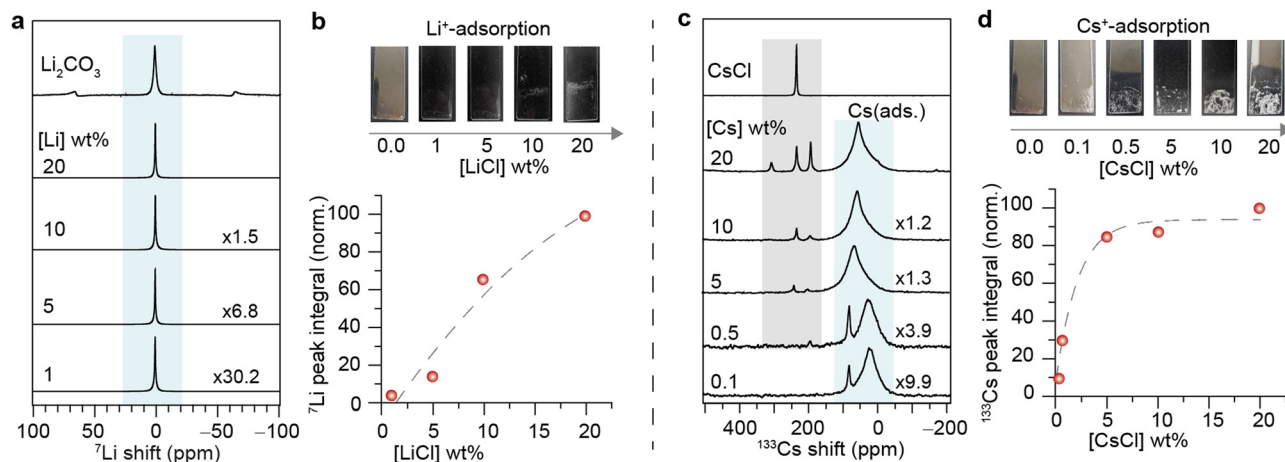 a
Li₂CO₃
[Li] wt%
20
10
x1.5
5
x6.8
1
x30.2
100 50 0 −50 −100
⁷Li shift (ppm)
b
Li⁺-adsorption
0.0 1 5 10 20
[LiCl] wt%
⁷Li peak integral (norm.)
100
80
60
40
20
0
0 5 10 15 20
[LiCl] wt%
c
CsCl
Cs(ads.)
[Cs] wt%
20
10
x1.2
5
x1.3
0.5
x3.9
0.1
x9.9
400 200 0 −200
¹³³Cs shift (ppm)
d
Cs⁺-adsorption
0.0 0.1 0.5 5 10 20
[CsCl] wt%
¹³³Cs peak integral (norm.)
100
80
60
40
20
0
0 5 10 15 20
[CsCl] wt%